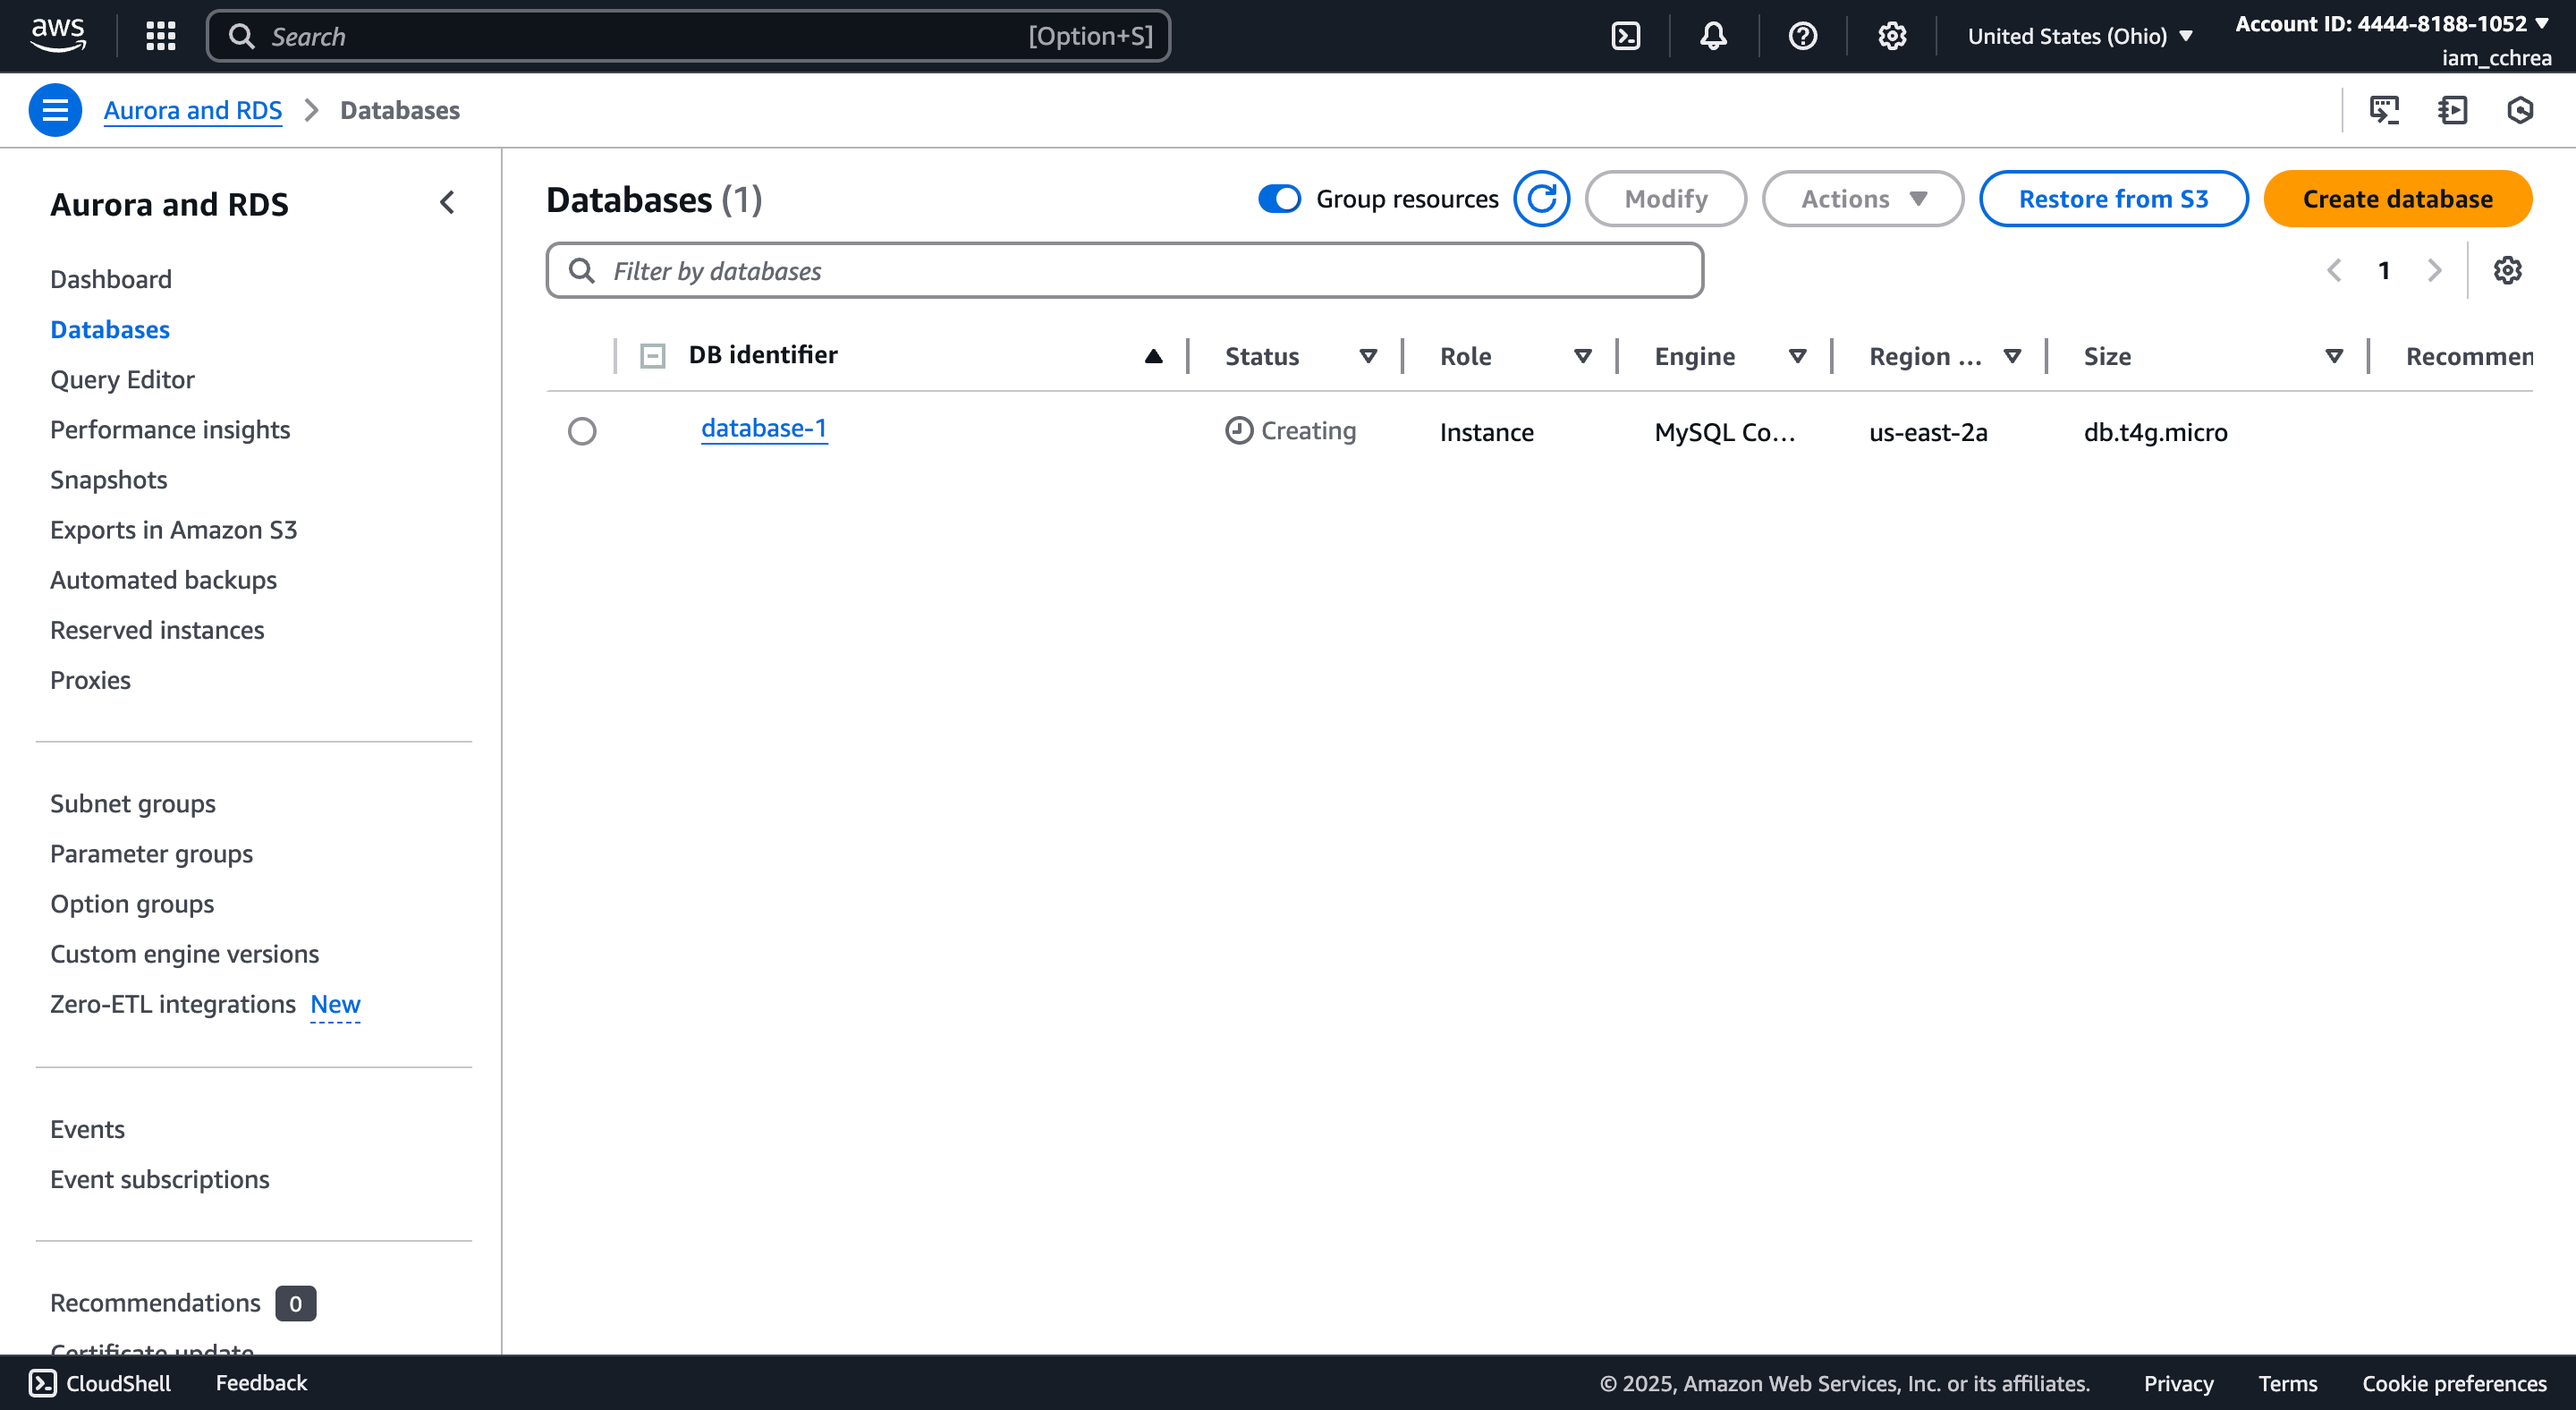 aws
Search [Option+S]
United States (Ohio)
Account ID: 4444-8188-1052
iam_cchrea
Aurora and RDS
Databases
Aurora and RDS
Dashboard
Databases
Query Editor
Performance insights
Snapshots
Exports in Amazon S3
Automated backups
Reserved instances
Proxies
Subnet groups
Parameter groups
Option groups
Custom engine versions
Zero-ETL integrations New
Events
Event subscriptions
Recommendations 0
Certificate update
Databases (1)
Group resources
Modify
Actions
Restore from S3
Create database
Filter by databases
1
DB identifier Status Role Engine Region ... Size Recommen
database-1 Creating Instance MySQL Co... us-east-2a db.t4g.micro
CloudShell
Feedback
© 2025, Amazon Web Services, Inc. or its affiliates.
Privacy
Terms
Cookie preferences